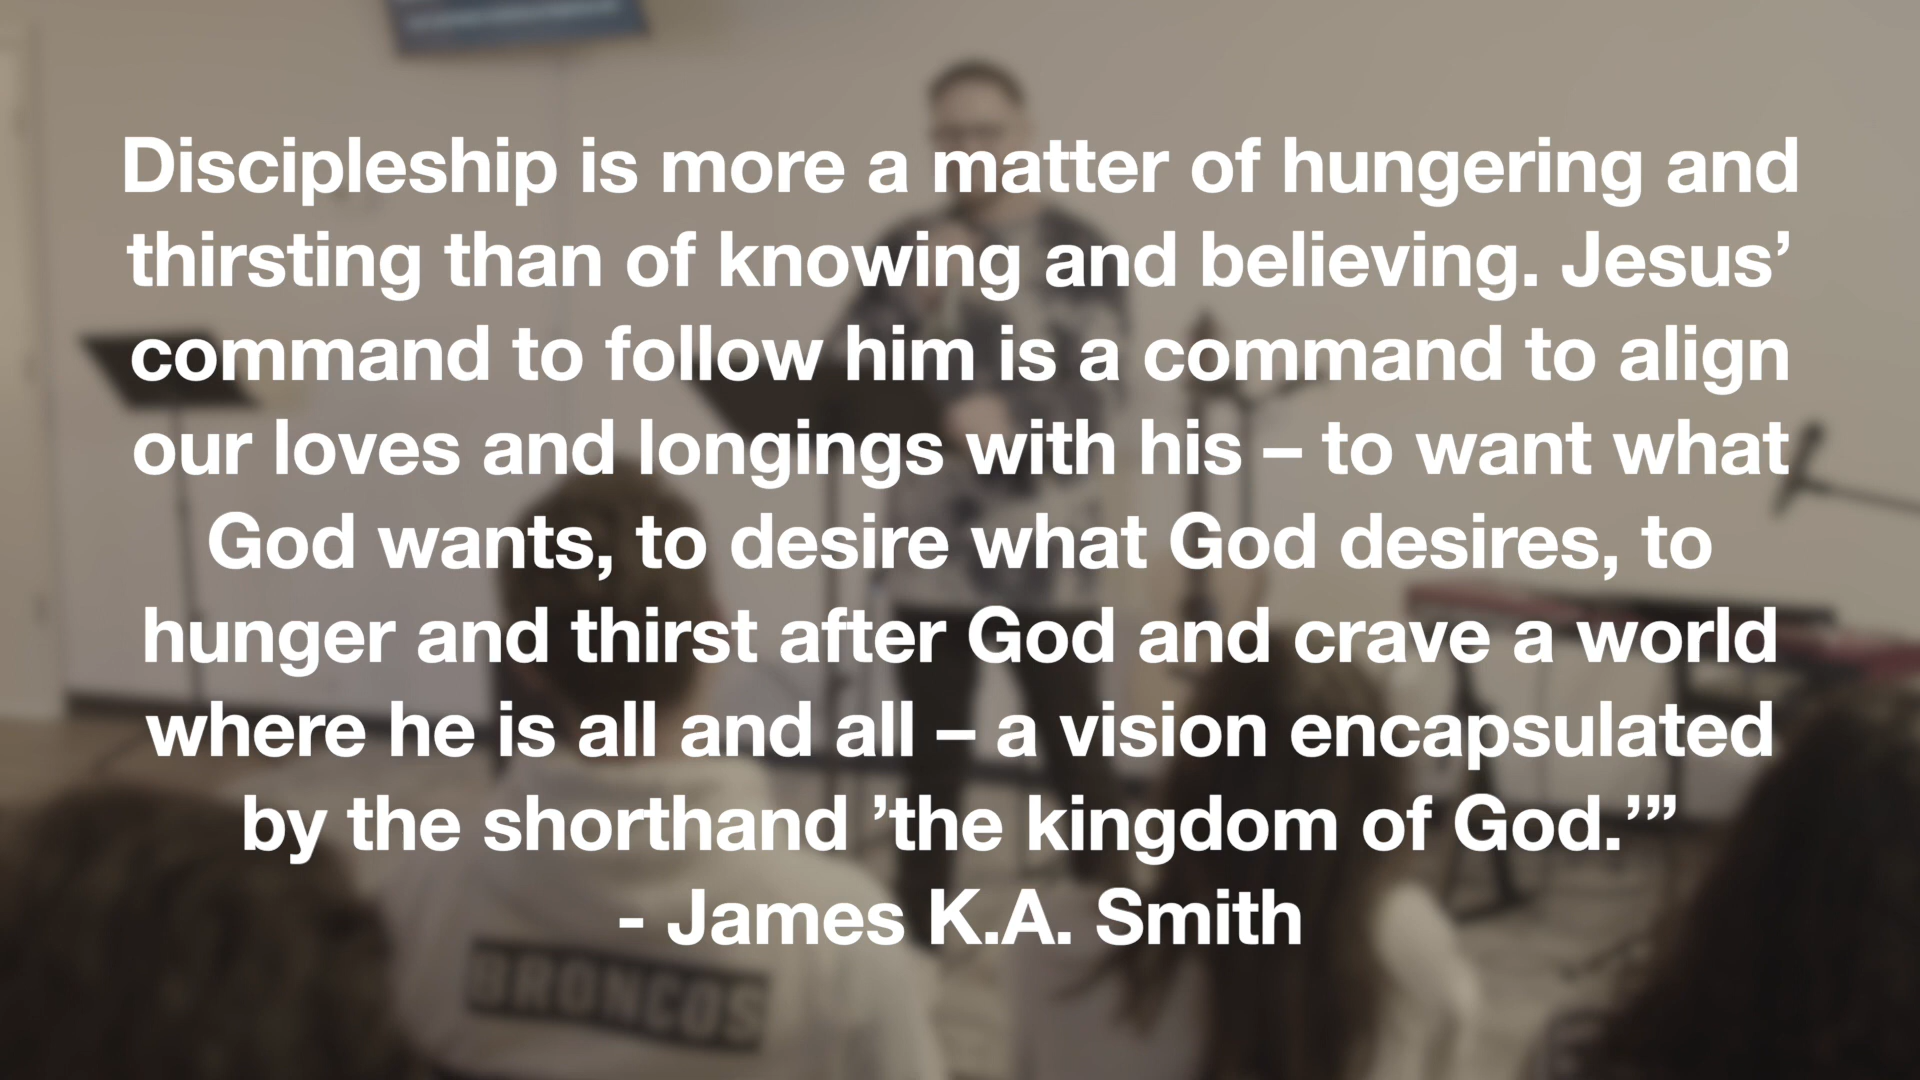 Discipleship is more a matter of hungering and
thirsting than of knowing and believing. Jesus’
command to follow him is a command to align
our loves and longings with his – to want what
God wants, to desire what God desires, to
hunger and thirst after God and crave a world
where he is all and all – a vision encapsulated
by the shorthand ’the kingdom of God.’”
- James K.A. Smith
BRONCOS